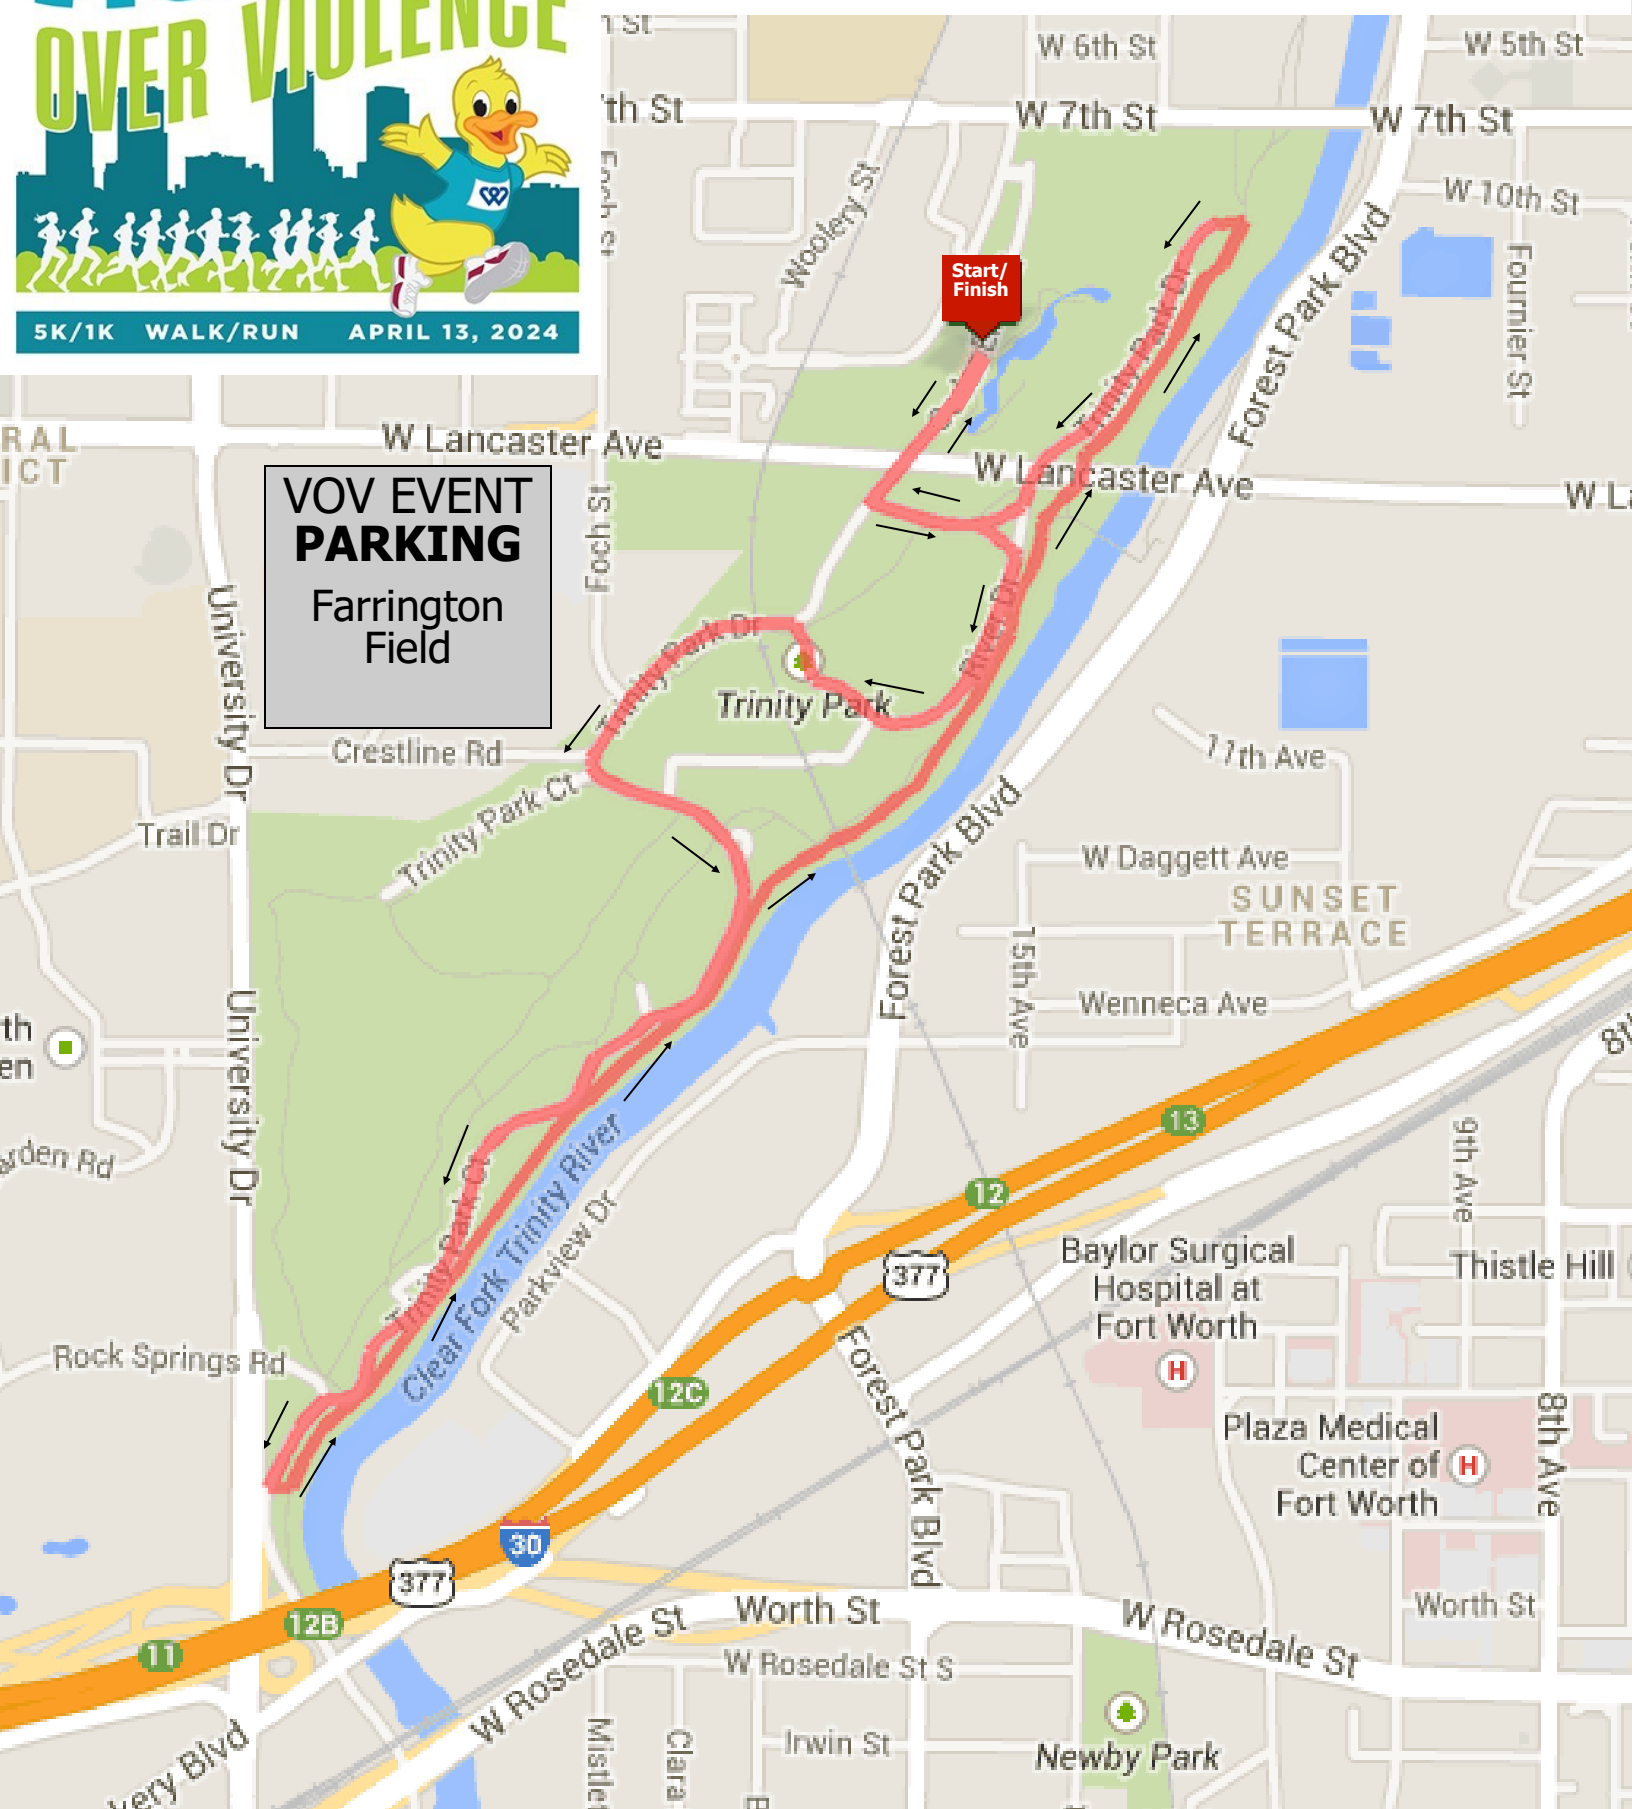 OVER VIOLENCE
5K/1K WALK/RUN APRIL 13, 2024
W 6th St
W 5th St
W 7th St
W 7th St
W 10th St
Woolery St
Fournier St
Forest Park Blvd
Start/
Finish
Trinity Park Dr
W Lancaster Ave
W Lancaster Ave
VOV EVENT
PARKING
Farrington
Field
Foch St
University Dr
River Dr
Trinity Park Dr
Trinity Park
Crestline Rd
Trinity Park Ct
Trail Dr
11th Ave
Forest Park Blvd
W Daggett Ave
SUNSET
TERRACE
15th Ave
Wenneca Ave
University Dr
Clear Fork Trinity River
Parkview Dr
Trinity Park Ct
Trinity Park Ct
Rock Springs Rd
13
12
377
9th Ave
Baylor Surgical
Hospital at
Fort Worth
H
Thistle Hill
12C
Forest Park Blvd
Plaza Medical
Center of
Fort Worth
H
8th Ave
30
377
12B
11
Worth St
W Rosedale St
W Rosedale St
Worth St
W Rosedale St S
Irwin St
Newby Park